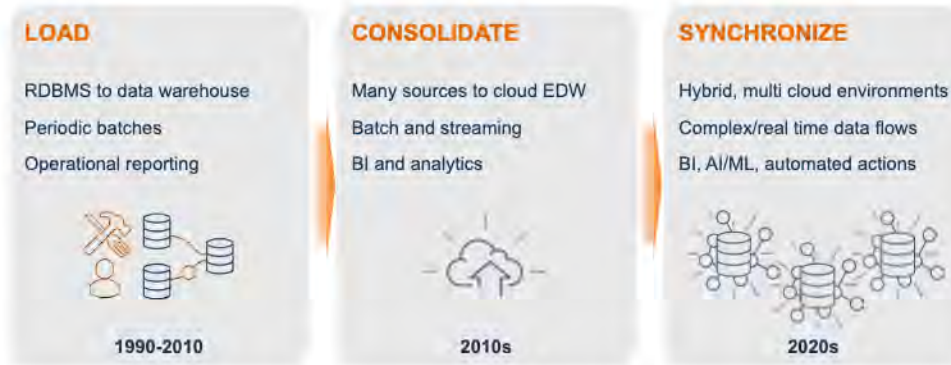 LOAD
RDBMS to data warehouse
Periodic batches
Operational reporting
1990-2010
CONSOLIDATE
Many sources to cloud EDW
Batch and streaming
BI and analytics
2010s
SYNCHRONIZE
Hybrid, multi cloud environments
Complex/real time data flows
BI, AI/ML, automated actions
2020s